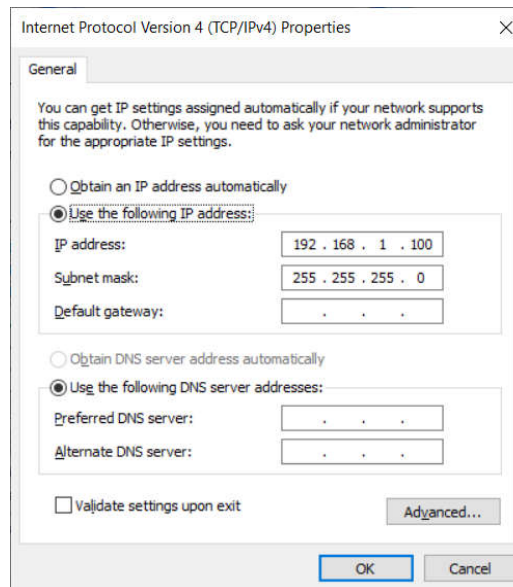 Internet Protocol Version 4 (TCP/IPv4) Properties
General
You can get IP settings assigned automatically if your network supports
this capability. Otherwise, you need to ask your network administrator
for the appropriate IP settings.
Obtain an IP address automatically
Use the following IP address:
IP address: 192 . 168 . 1 . 100
Subnet mask: 255 . 255 . 255 . 0
Default gateway: . . .
Obtain DNS server address automatically
Use the following DNS server addresses:
Preferred DNS server: . . .
Alternate DNS server: . . .
Validate settings upon exit
Advanced...
OK Cancel